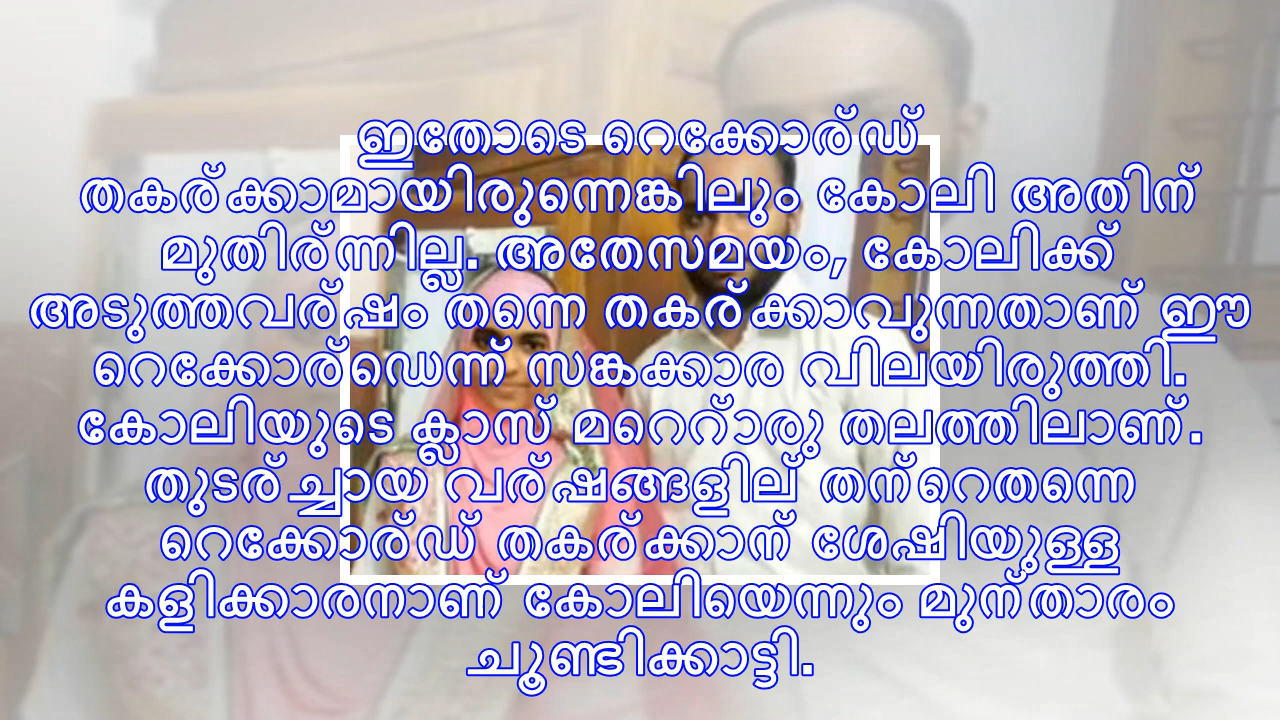 ഇതോടെ റെക്കോര്ഡ്
തകര്ക്കാമായിരുന്നെങ്കിലും കോലി അതിന്
മുതിര്ന്നില്ല. അതേസമയം, കോലിക്ക്
അടുത്തവര്ഷം തന്നെ തകര്ക്കാവുന്നതാണ് ഈ
റെക്കോര്ഡെന്ന് സങ്കക്കാര വിലയിരുത്തി.
കോലിയുടെ ക്ലാസ് മറെറ്ാരു തലത്തിലാണ്.
തുടര്ച്ചായ വര്ഷങ്ങളില് തന്റെതന്നെ
റെക്കോര്ഡ് തകര്ക്കാന് ശേഷിയുള്ള
കളിക്കാരനാണ് കോലിയെന്നും മുന്താരം
ചൂണ്ടിക്കാട്ടി.